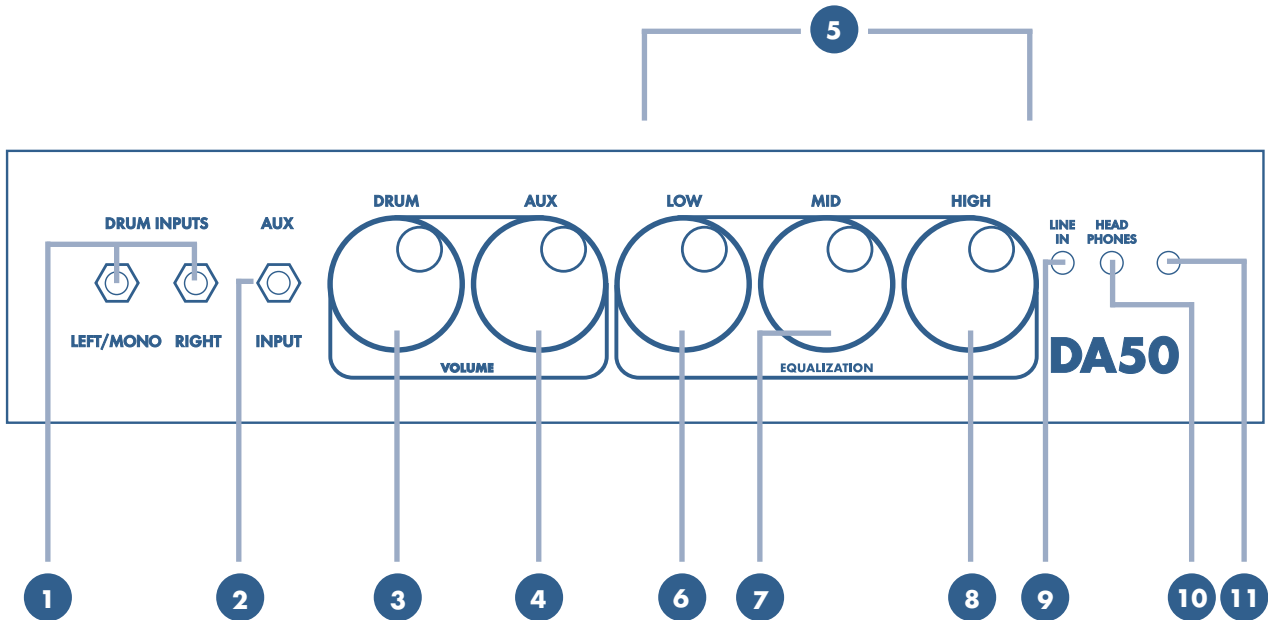 5
DRUM AUX LOW MID HIGH
DRUM INPUTS AUX
LINE IN
HEAD PHONES
LEFT/MONO RIGHT INPUT
VOLUME EQUALIZATION
DA50
1 2 3 4 6 7 8 9 10 11